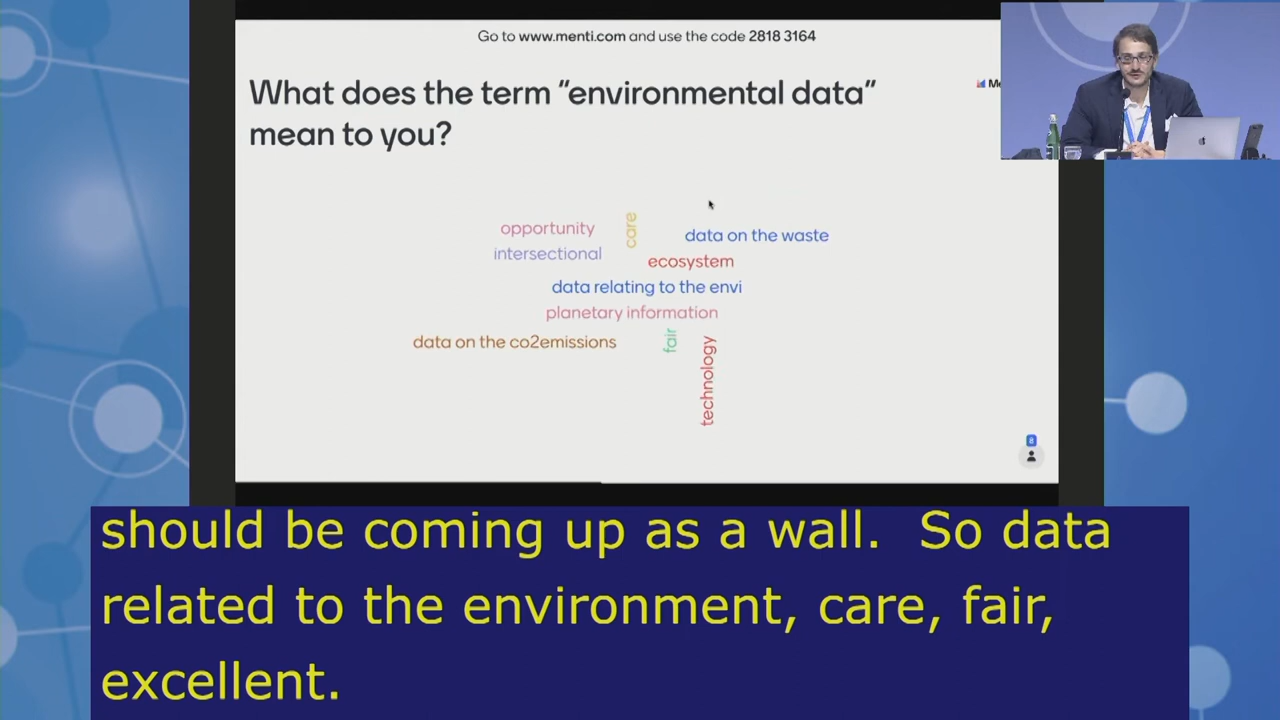 Go to www.menti.com and use the code 2818 3164
What does the term “environmental data”
mean to you?
Me
opportunity
care
data on the waste
intersectional
ecosystem
data relating to the envi
planetary information
data on the co2emissions
fair
technology
8
should be coming up as a wall.  So data
related to the environment, care, fair,
excellent.